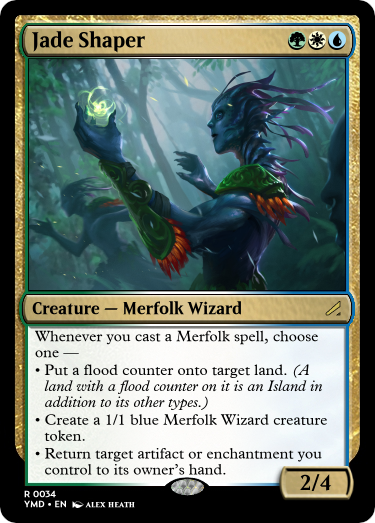 Jade Shaper
Creature — Merfolk Wizard
Whenever you cast a Merfolk spell, choose
one —
• Put a flood counter onto target land. (A
land with a flood counter on it is an Island in
addition to its other types.)
• Create a 1/1 blue Merfolk Wizard creature
token.
• Return target artifact or enchantment you
control to its owner's hand.
2/4
R 0034
YMD • EN ALEX HEATH